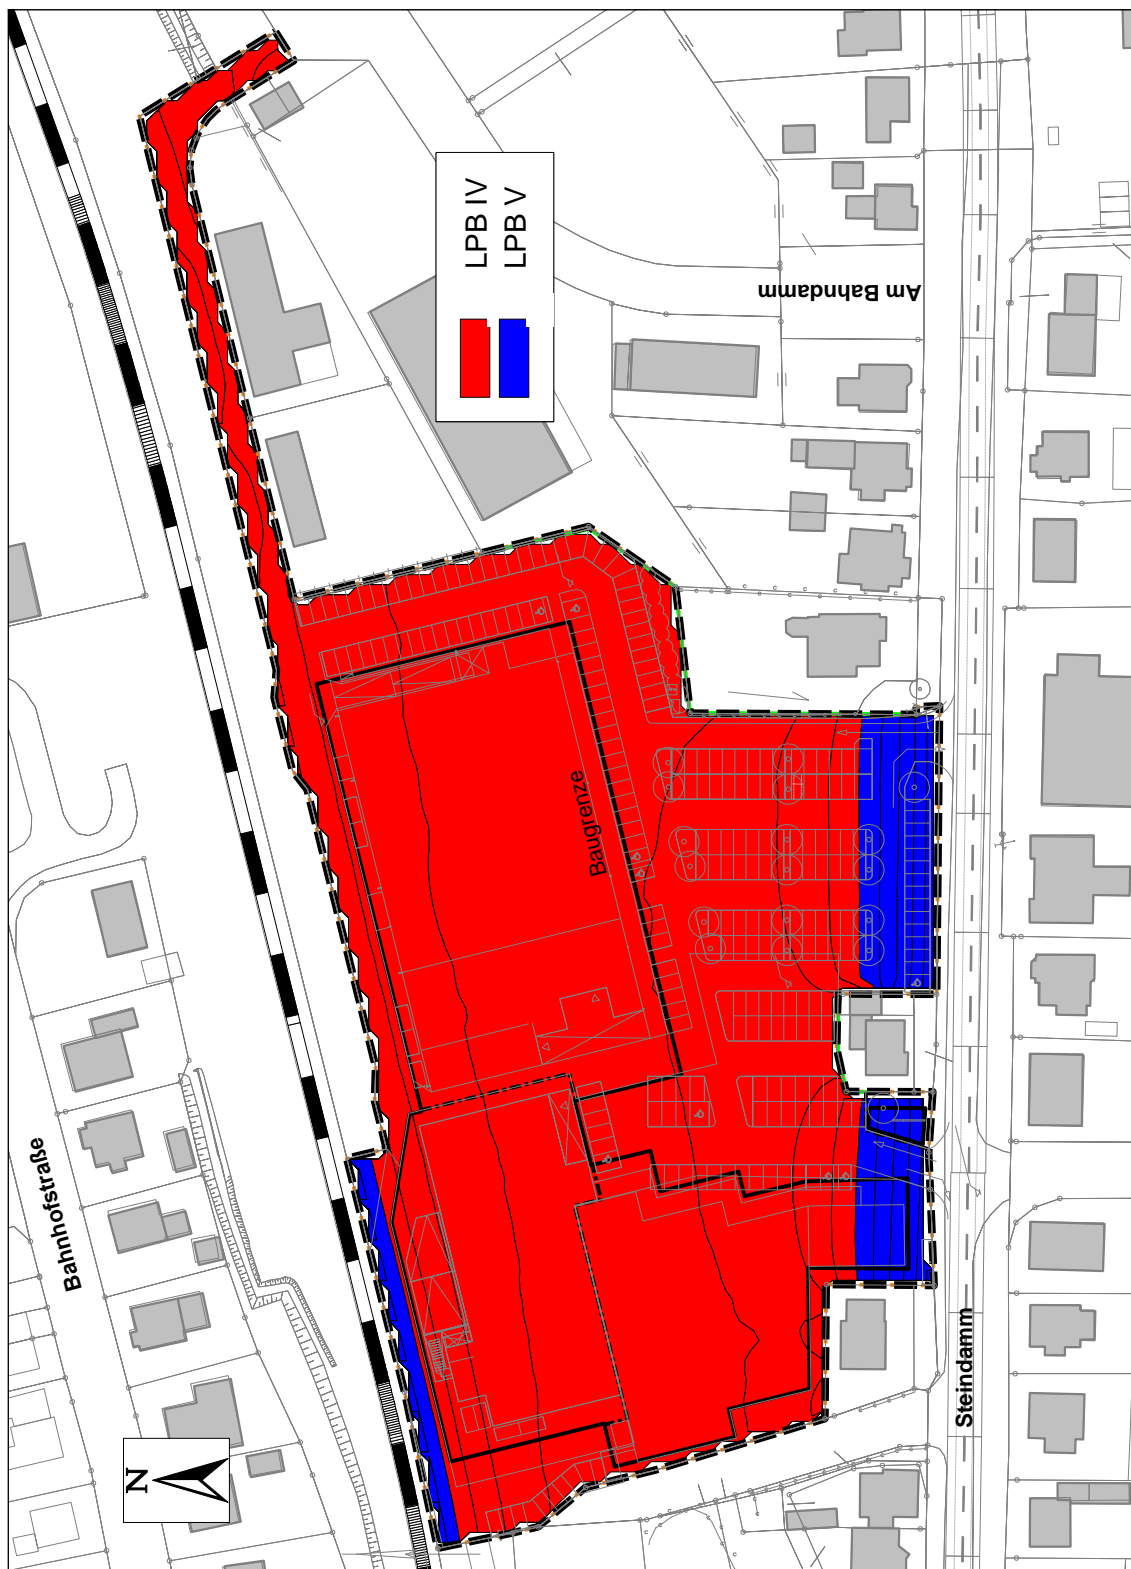 LPB IV
LPB V
Am Bahndamm
Baugrenze
Bahnhofstraße
Steindamm
N